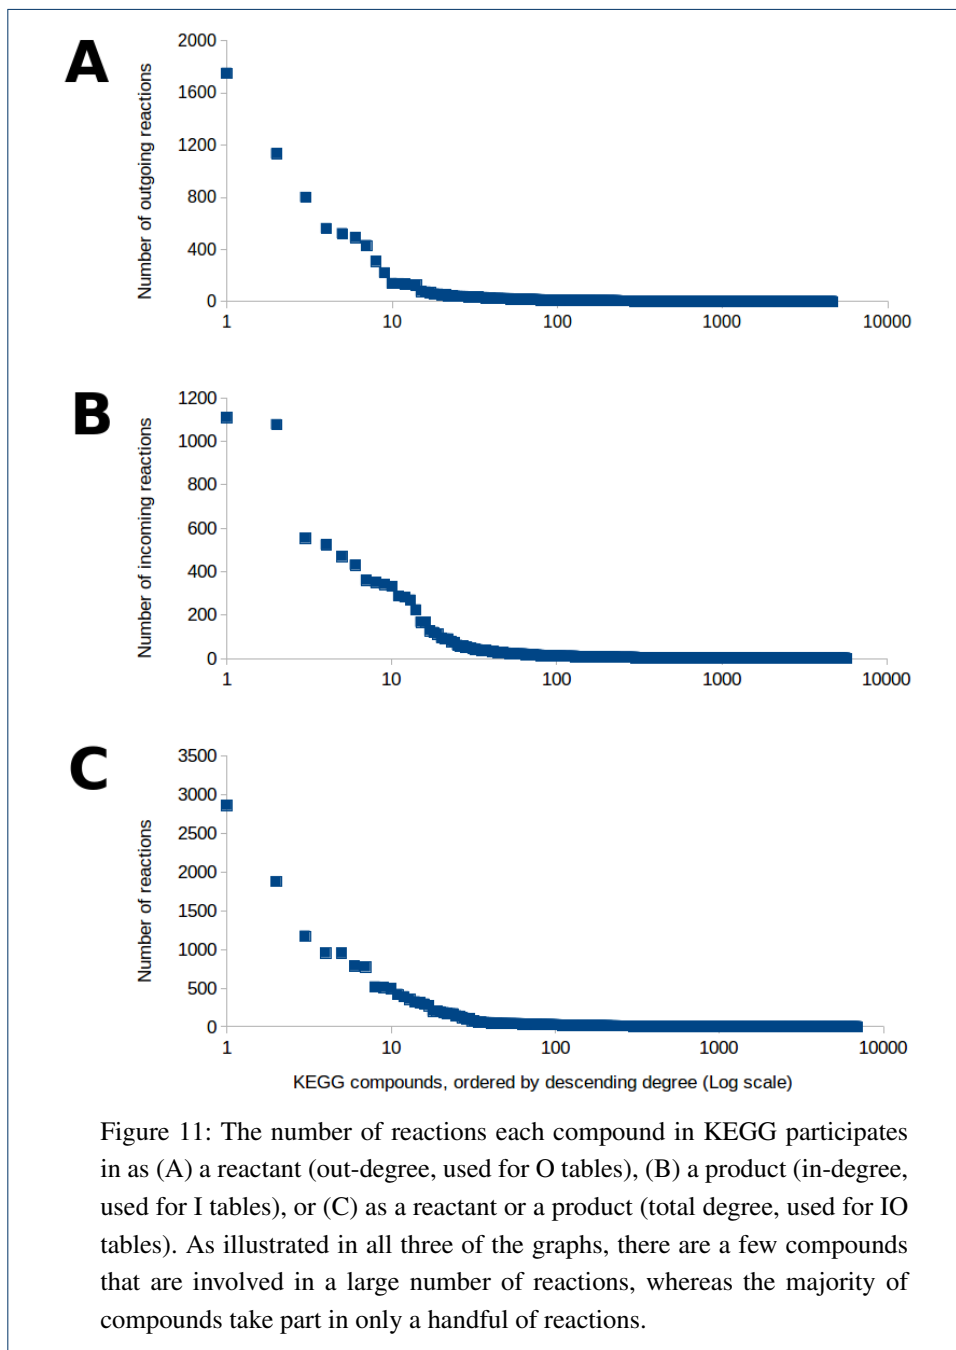 A
Number of outgoing reactions
2000
1600
1200
800
400
0
1 10 100 1000 10000
B
Number of incoming reactions
1200
1000
800
600
400
200
0
1 10 100 1000 10000
C
Number of reactions
3500
3000
2500
2000
1500
1000
500
0
1 10 100 1000 10000
KEGG compounds, ordered by descending degree (Log scale)
Figure 11: The number of reactions each compound in KEGG participates
in as (A) a reactant (out-degree, used for O tables), (B) a product (in-degree,
used for I tables), or (C) as a reactant or a product (total degree, used for IO
tables). As illustrated in all three of the graphs, there are a few compounds
that are involved in a large number of reactions, whereas the majority of
compounds take part in only a handful of reactions.